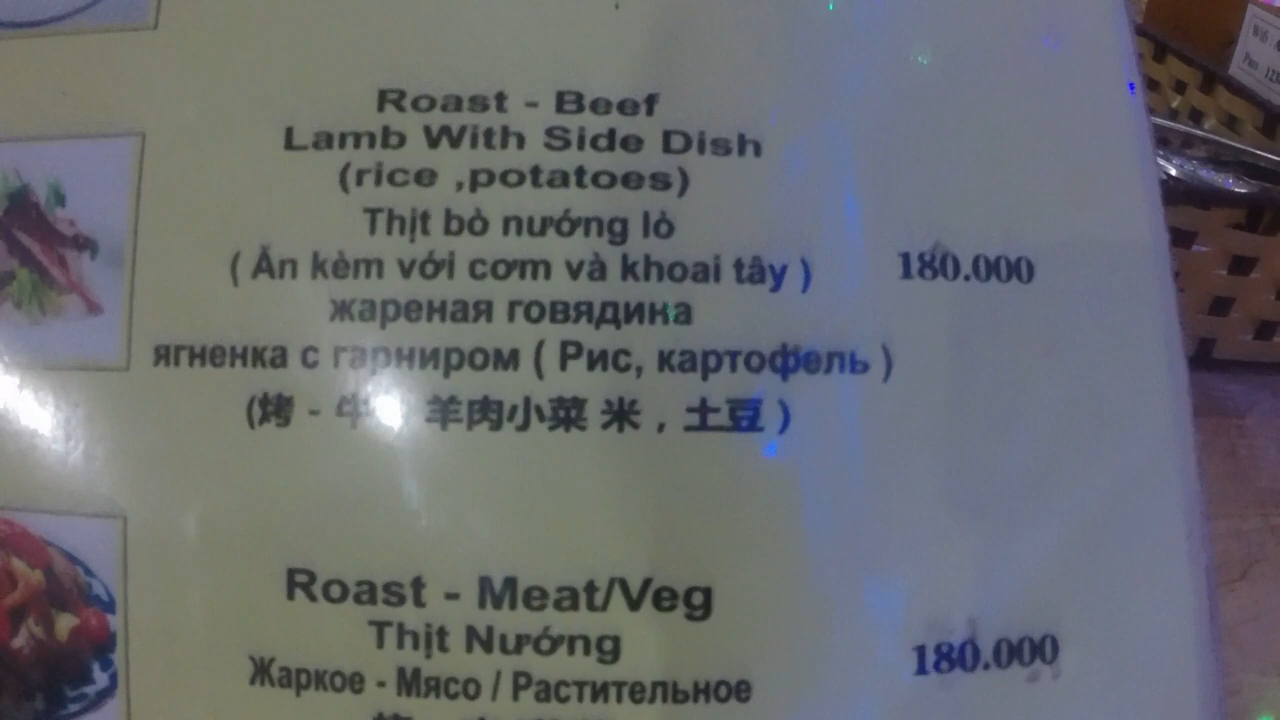 Roast - Beef
Lamb With Side Dish
(rice ,potatoes)
Thịt bò nướng lò
( Ăn kèm với cơm và khoai tây )
180.000
жареная говядина
ягненка с гарниром ( Рис, картофель )
(烤 - 牛 羊肉小菜 米 , 土豆 )
Roast - Meat/Veg
Thịt Nướng
180.000
Жаркое - Мясо / Растительное
Wifi
Pass